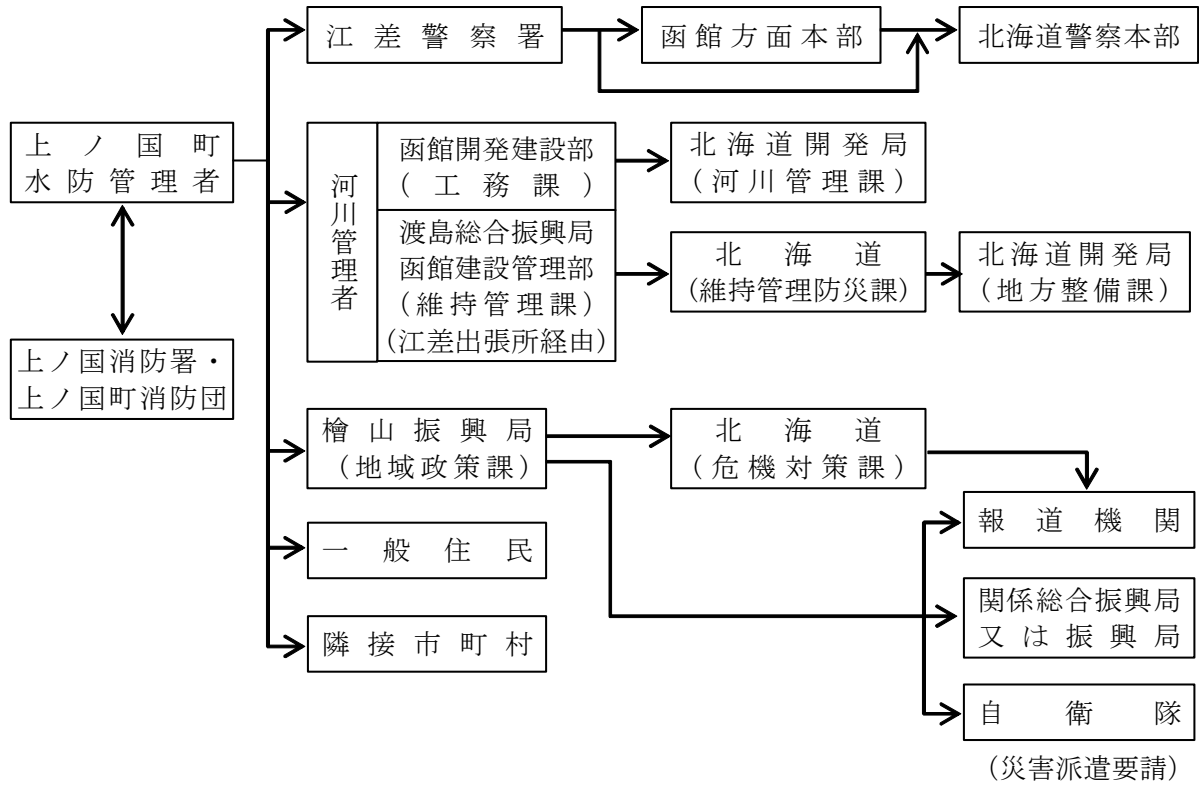 江差警察署
函館方面本部
北海道警察本部
上ノ国町
水防管理者
河川管理者
函館開発建設部
(工務課)
北海道開発局
(河川管理課)
渡島総合振興局
函館建設管理部
(維持管理課)
(江差出張所経由)
北海道
(維持管理防災課)
北海道開発局
(地方整備課)
上ノ国消防署・
上ノ国町消防団
檜山振興局
(地域政策課)
北海道
(危機対策課)
報道機関
一般住民
関係総合振興局
又は振興局
隣接市町村
自衛隊
(災害派遣要請)